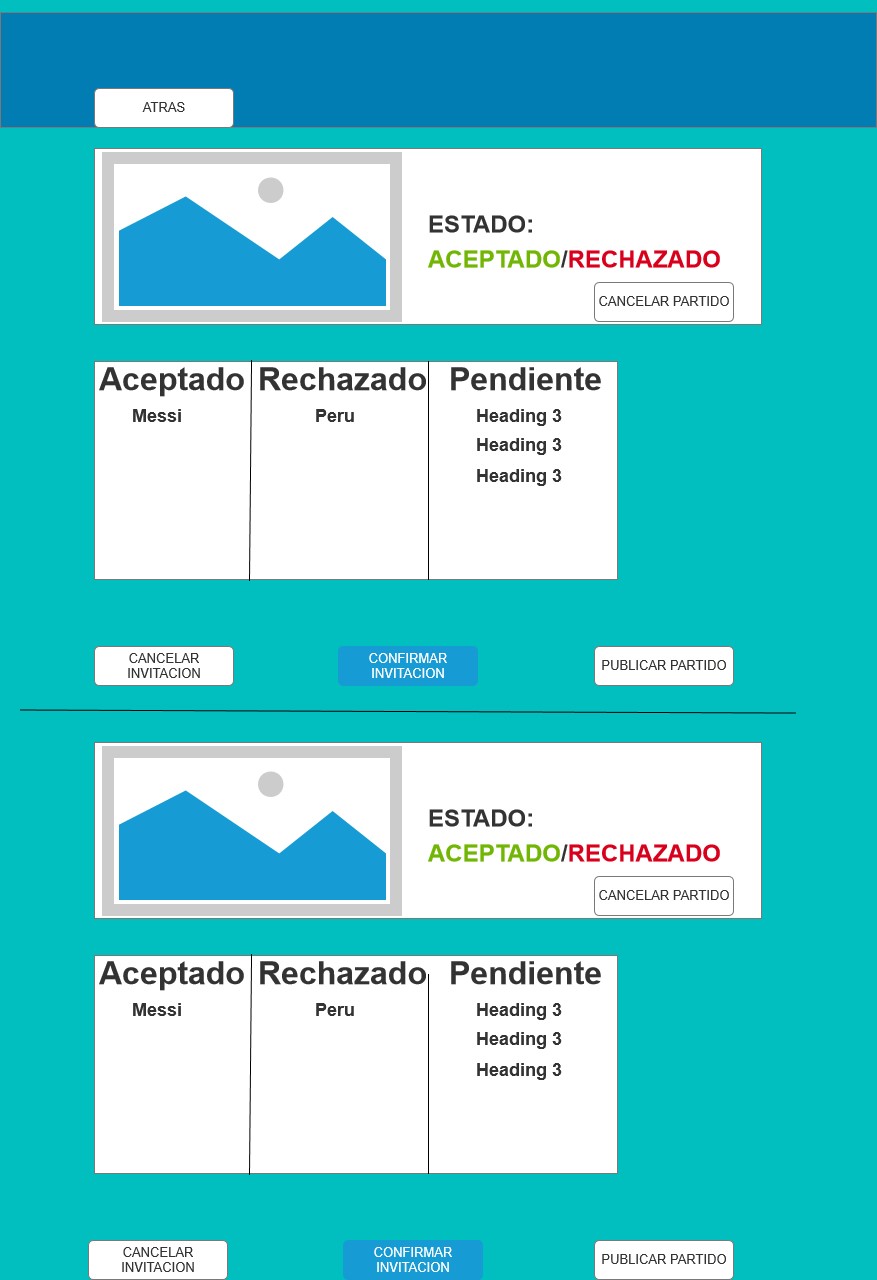 ATRAS
ESTADO:
ACEPTADO/RECHAZADO
CANCELAR PARTIDO
Aceptado Rechazado Pendiente
Messi Peru Heading 3
Heading 3
Heading 3
CANCELAR
INVITACION
CONFIRMAR
INVITACION
PUBLICAR PARTIDO
ESTADO:
ACEPTADO/RECHAZADO
CANCELAR PARTIDO
Aceptado Rechazado Pendiente
Messi Peru Heading 3
Heading 3
Heading 3
CANCELAR
INVITACION
CONFIRMAR
INVITACION
PUBLICAR PARTIDO